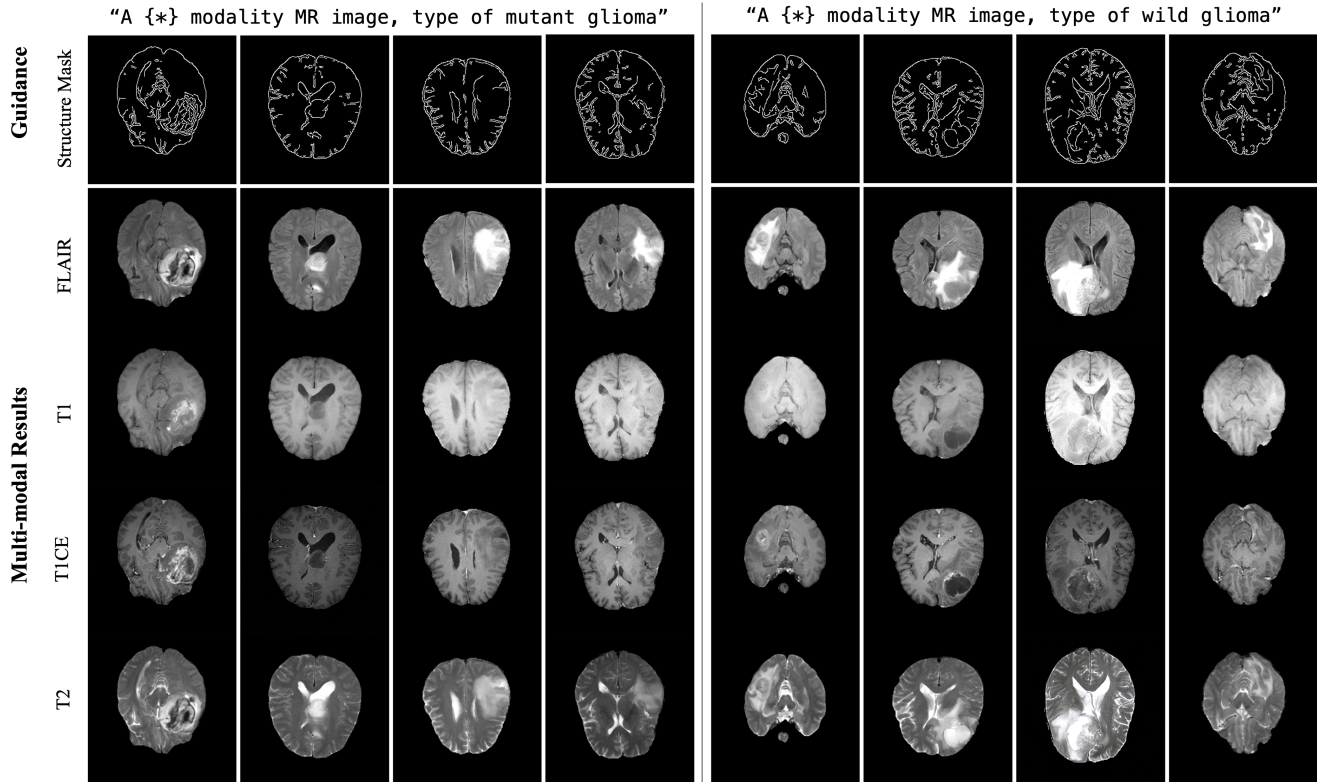 “A {*} modality MR image, type of mutant glioma”
“A {*} modality MR image, type of wild glioma”
Guidance
Structure Mask
Multi-modal Results
FLAIR
T1
T1CE
T2